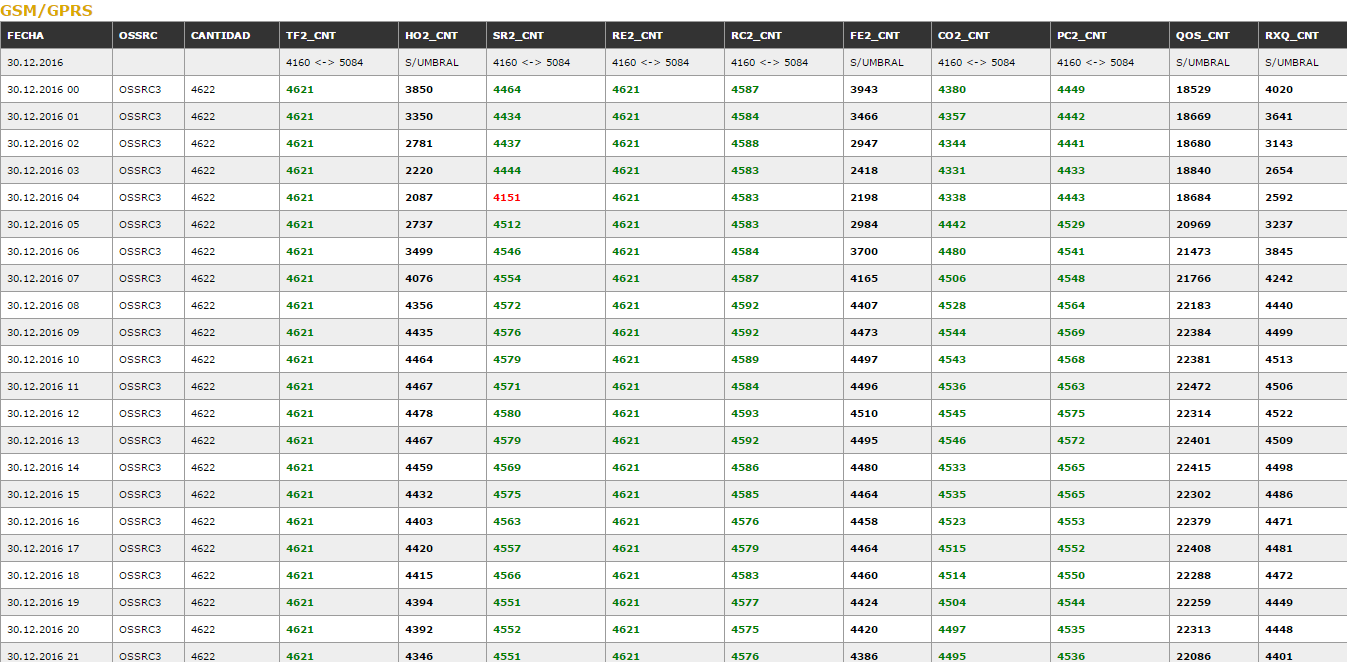 GSM/GPRS
FECHA OSSRC CANTIDAD TF2_CNT HO2_CNT SR2_CNT RE2_CNT RC2_CNT FE2_CNT CO2_CNT PC2_CNT QOS_CNT RXQ_CNT
30.12.2016 4160 <-> 5084 S/UMBRAL 4160 <-> 5084 4160 <-> 5084 4160 <-> 5084 S/UMBRAL 4160 <-> 5084 4160 <-> 5084 S/UMBRAL S/UMBRAL
30.12.2016 00 OSSRC3 4622 4621 3850 4464 4621 4587 3943 4380 4449 18529 4020
30.12.2016 01 OSSRC3 4622 4621 3350 4434 4621 4584 3466 4357 4442 18669 3641
30.12.2016 02 OSSRC3 4622 4621 2781 4437 4621 4588 2947 4344 4441 18680 3143
30.12.2016 03 OSSRC3 4622 4621 2220 4444 4621 4583 2418 4331 4433 18840 2654
30.12.2016 04 OSSRC3 4622 4621 2087 4151 4621 4583 2198 4338 4443 18684 2592
30.12.2016 05 OSSRC3 4622 4621 2737 4512 4621 4583 2984 4442 4529 20969 3237
30.12.2016 06 OSSRC3 4622 4621 3499 4546 4621 4584 3700 4480 4541 21473 3845
30.12.2016 07 OSSRC3 4622 4621 4076 4554 4621 4587 4165 4506 4548 21766 4242
30.12.2016 08 OSSRC3 4622 4621 4356 4572 4621 4592 4407 4528 4564 22183 4440
30.12.2016 09 OSSRC3 4622 4621 4435 4576 4621 4592 4473 4544 4569 22384 4499
30.12.2016 10 OSSRC3 4622 4621 4464 4579 4621 4589 4497 4543 4568 22381 4513
30.12.2016 11 OSSRC3 4622 4621 4467 4571 4621 4584 4496 4536 4563 22472 4506
30.12.2016 12 OSSRC3 4622 4621 4478 4580 4621 4593 4510 4545 4575 22314 4522
30.12.2016 13 OSSRC3 4622 4621 4467 4579 4621 4592 4495 4546 4572 22401 4509
30.12.2016 14 OSSRC3 4622 4621 4459 4569 4621 4586 4480 4533 4565 22415 4498
30.12.2016 15 OSSRC3 4622 4621 4432 4575 4621 4585 4464 4535 4565 22302 4486
30.12.2016 16 OSSRC3 4622 4621 4403 4563 4621 4576 4458 4523 4553 22379 4471
30.12.2016 17 OSSRC3 4622 4621 4420 4557 4621 4579 4464 4515 4552 22408 4481
30.12.2016 18 OSSRC3 4622 4621 4415 4566 4621 4583 4460 4514 4550 22288 4472
30.12.2016 19 OSSRC3 4622 4621 4394 4551 4621 4577 4424 4504 4544 22259 4449
30.12.2016 20 OSSRC3 4622 4621 4392 4552 4621 4575 4420 4497 4535 22313 4448
30.12.2016 21 OSSRC3 4622 4621 4346 4551 4621 4576 4386 4495 4536 22086 4401